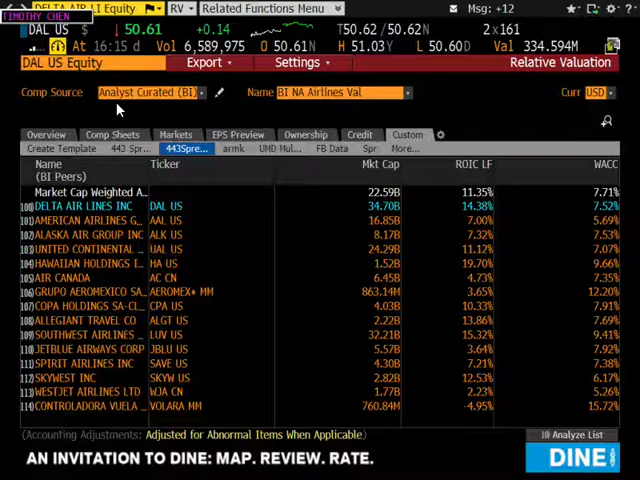 TIMOTHY CHEN
DELTA AIR LI Equity RV Related Functions Menu Msg: +12
DAL US $ ↓ 50.61 +0.14 T50.62/50.62N 2x161
At 16:15 d Vol 6,589,975 O 50.61N H 51.03Y L 50.60D Val 334.594M
DAL US Equity Export Settings Relative Valuation
Comp Source Analyst Curated (BI) Name BI NA Airlines Val Curr USD
Overview Comp Sheets Markets EPS Preview Ownership Credit Custom
Create Template 443 Spr... 443Spre... armk UMD Mul... FB Data Spr More...
Name Ticker Mkt Cap ROIC LF WACC
(BI Peers)
Market Cap Weighted A... 22.59B 11.35% 7.71%
100) DELTA AIR LINES INC DAL US 34.70B 14.38% 7.52%
101) AMERICAN AIRLINES G... AAL US 16.85B 7.00% 5.69%
102) ALASKA AIR GROUP INC ALK US 8.17B 7.32% 7.53%
103) UNITED CONTINENTAL ... UAL US 24.29B 11.12% 7.07%
104) HAWAIIAN HOLDINGS I... HA US 1.52B 19.70% 9.66%
105) AIR CANADA AC CN 6.45B 4.73% 7.35%
106) GRUPO AEROMEXICO SA... AEROMEX* MM 863.14M 3.65% 12.20%
107) COPA HOLDINGS SA-CL... CPA US 4.03B 10.33% 7.91%
108) ALLEGIANT TRAVEL CO ALGT US 2.22B 13.86% 7.69%
109) SOUTHWEST AIRLINES ... LUV US 32.21B 15.32% 9.41%
110) JETBLUE AIRWAYS CORP JBLU US 5.57B 3.64% 7.92%
111) SPIRIT AIRLINES INC SAVE US 4.30B 7.21% 7.38%
112) SKYWEST INC SKYW US 2.82B 12.53% 6.17%
113) WESTJET AIRLINES LTD WJA CN 1.77B 2.23% 5.26%
114) CONTROLADORA VUELA ... VOLARA MM 760.84M -4.95% 15.72%
(Accounting Adjustments: Adjusted for Abnormal Items When Applicable) 10 Analyze List
AN INVITATION TO DINE: MAP. REVIEW. RATE. DINE